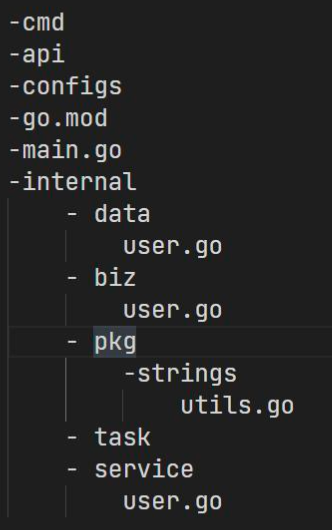 -cmd
-api
-configs
-go.mod
-main.go
-internal
- data
user.go
- biz
user.go
- pkg
-strings
utils.go
- task
- service
user.go